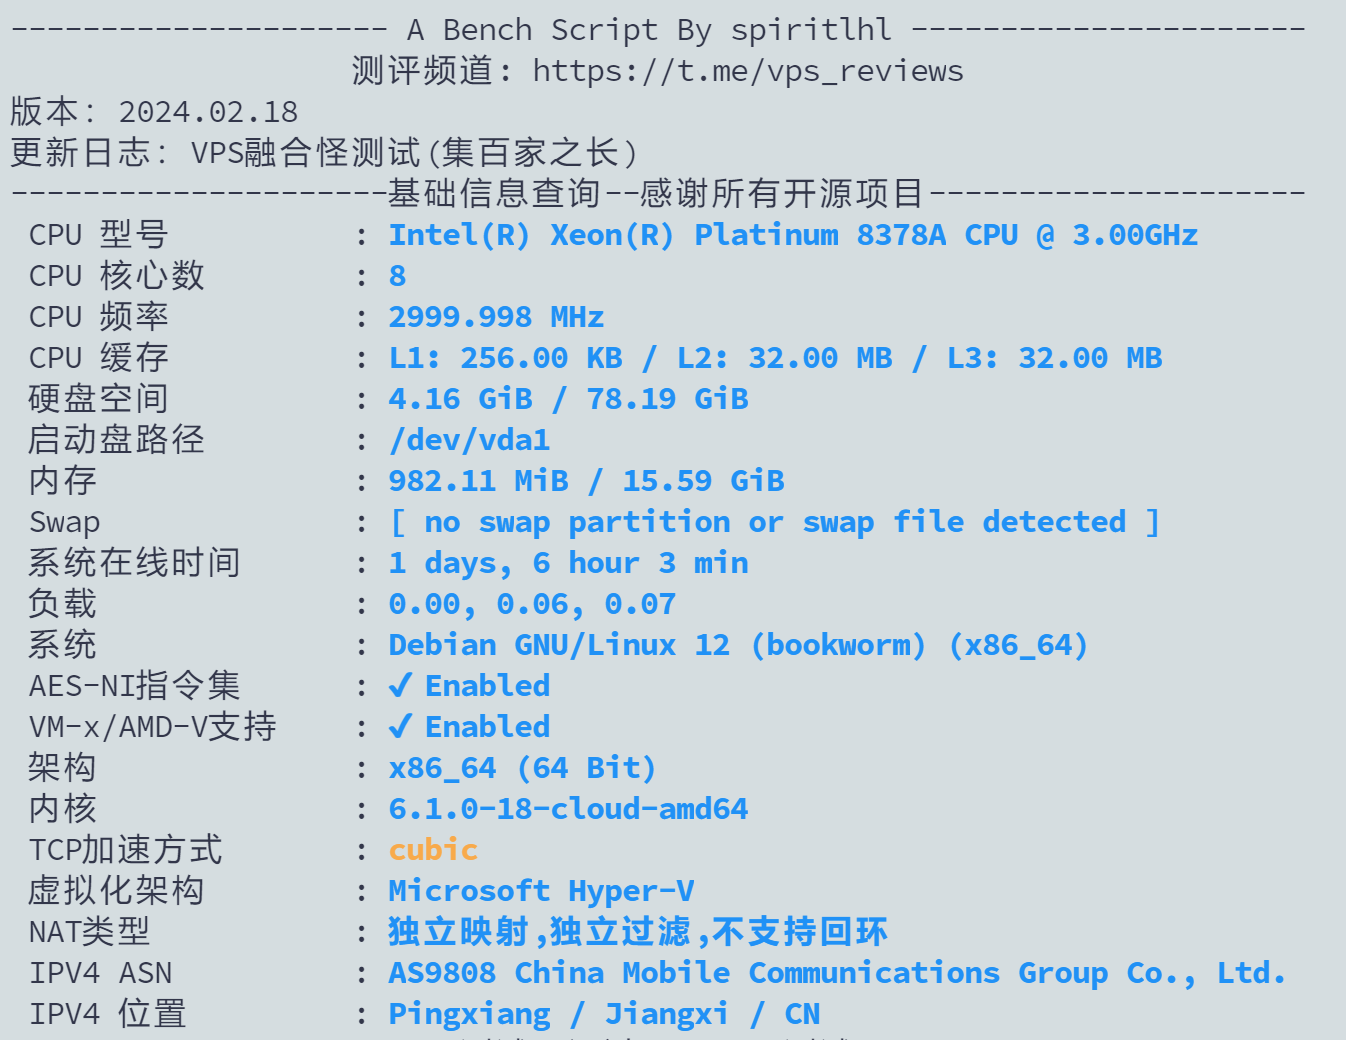 --------------------- A Bench Script By spiritlhl ----------------------
测评频道: https://t.me/vps_reviews
版本: 2024.02.18
更新日志: VPS融合怪测试(集百家之长)
---------------------基础信息查询--感谢所有开源项目---------------------
CPU 型号 : Intel(R) Xeon(R) Platinum 8378A CPU @ 3.00GHz
CPU 核心数 : 8
CPU 频率 : 2999.998 MHz
CPU 缓存 : L1: 256.00 KB / L2: 32.00 MB / L3: 32.00 MB
硬盘空间 : 4.16 GiB / 78.19 GiB
启动盘路径 : /dev/vda1
内存 : 982.11 MiB / 15.59 GiB
Swap : [ no swap partition or swap file detected ]
系统在线时间 : 1 days, 6 hour 3 min
负载 : 0.00, 0.06, 0.07
系统 : Debian GNU/Linux 12 (bookworm) (x86_64)
AES-NI指令集 : ✔ Enabled
VM-x/AMD-V支持 : ✔ Enabled
架构 : x86_64 (64 Bit)
内核 : 6.1.0-18-cloud-amd64
TCP加速方式 : cubic
虚拟化架构 : Microsoft Hyper-V
NAT类型 : 独立映射,独立过滤,不支持回环
IPV4 ASN : AS9808 China Mobile Communications Group Co., Ltd.
IPV4 位置 : Pingxiang / Jiangxi / CN